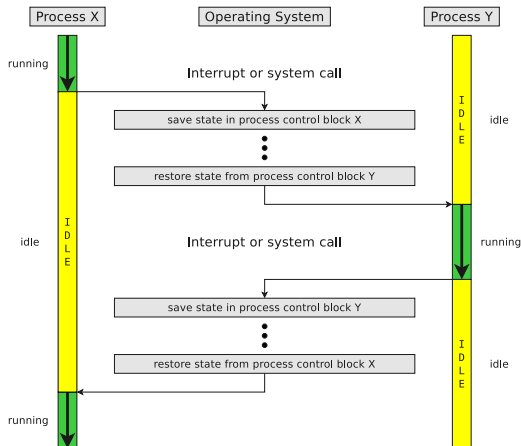 Process X
Operating System
Process Y
running
Interrupt or system call
save state in process control block X
IDLE
idle
restore state from process control block Y
idle
IDLE
Interrupt or system call
running
save state in process control block Y
restore state from process control block X
IDLE
idle
running